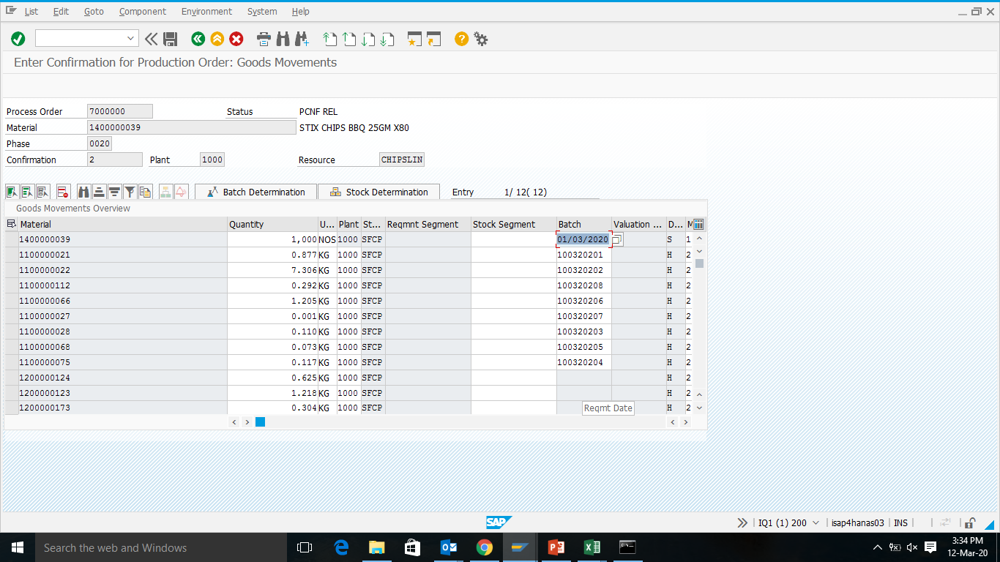 List Edit Goto Component Environment System Help
Enter Confirmation for Production Order: Goods Movements
Process Order 7000000 Status PCNF REL
Material 1400000039 STIX CHIPS BBQ 25GM X80
Phase 0020
Confirmation 2 Plant 1000 Resource CHIPSLIN
Batch Determination Stock Determination Entry 1/ 12( 12)
Goods Movements Overview
Material Quantity U... Plant St... Reqmnt Segment Stock Segment Batch Valuation ... D... M
1400000039 1,000 NOS 1000 SFCP 01/03/2020 S 1
1100000021 0.877 KG 1000 SFCP 100320201 H 2
1100000022 7.306 KG 1000 SFCP 100320202 H 2
1100000112 0.292 KG 1000 SFCP 100320208 H 2
1100000066 1.205 KG 1000 SFCP 100320206 H 2
1100000027 0.001 KG 1000 SFCP 100320207 H 2
1100000028 0.110 KG 1000 SFCP 100320203 H 2
1100000068 0.073 KG 1000 SFCP 100320205 H 2
1100000075 0.117 KG 1000 SFCP 100320204 H 2
1200000124 0.625 KG 1000 SFCP H 2
1200000123 1.218 KG 1000 SFCP H 2
1200000173 0.304 KG 1000 SFCP H 2
Reqmt Date
SAP IQ1 (1) 200 isap4hanas03 INS
Search the web and Windows
3:34 PM
12-Mar-20